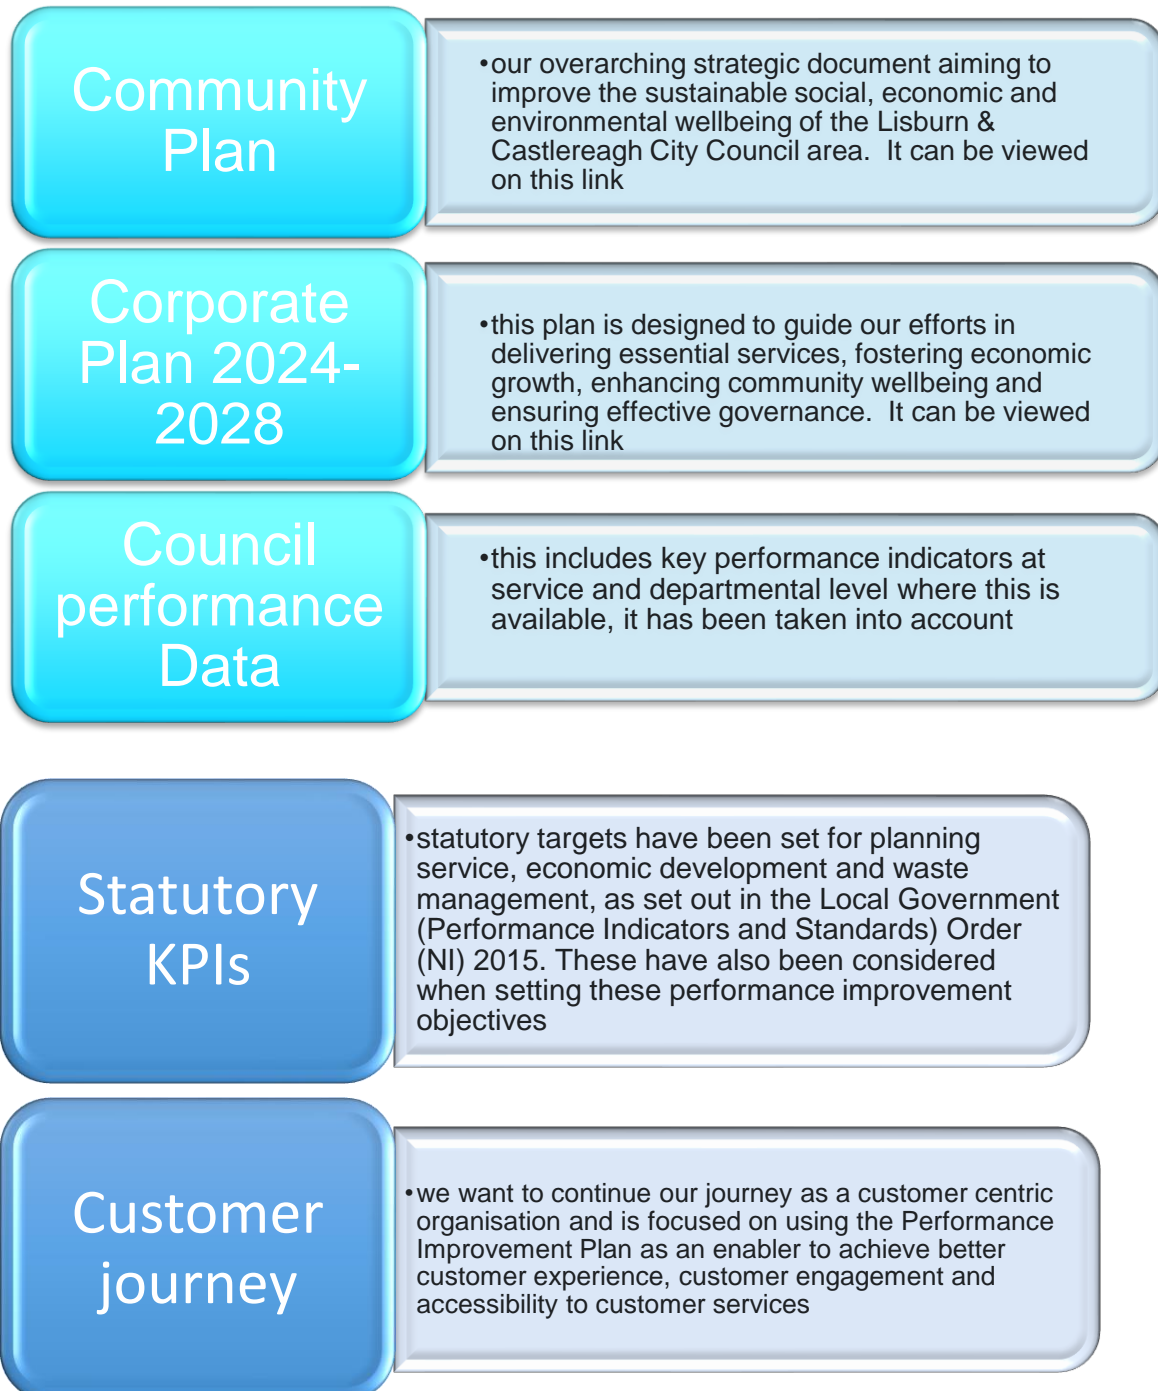 Community
Plan
•our overarching strategic document aiming to
improve the sustainable social, economic and
environmental wellbeing of the Lisburn &
Castlereagh City Council area.  It can be viewed
on this link
Corporate
Plan 2024-
2028
•this plan is designed to guide our efforts in
delivering essential services, fostering economic
growth, enhancing community wellbeing and
ensuring effective governance.  It can be viewed
on this link
Council
performance
Data
•this includes key performance indicators at
service and departmental level where this is
available, it has been taken into account
Statutory
KPIs
•statutory targets have been set for planning
service, economic development and waste
management, as set out in the Local Government
(Performance Indicators and Standards) Order
(NI) 2015. These have also been considered
when setting these performance improvement
objectives
Customer
journey
•we want to continue our journey as a customer centric
organisation and is focused on using the Performance
Improvement Plan as an enabler to achieve better
customer experience, customer engagement and
accessibility to customer services